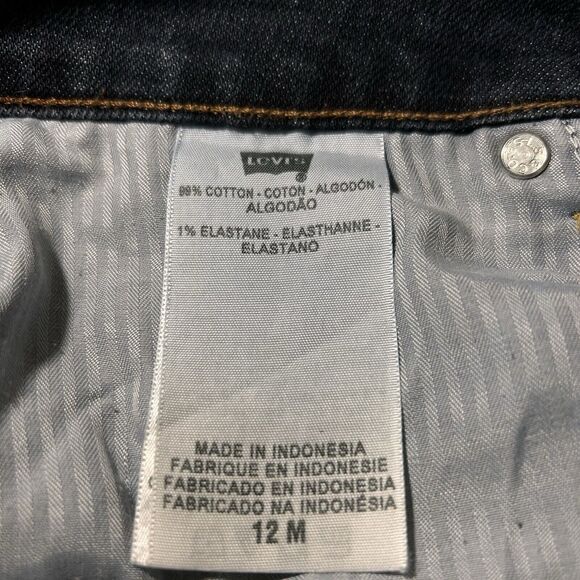 LEVI'S
99% COTTON - COTON - ALGODÓN -
ALGODÃO
1% ELASTANE - ELASTHANNE -
ELASTANO
MADE IN INDONESIA
FABRIQUE EN INDONESIE
FABRICADO EN INDONESIA
FABRICADO NA INDONÉSIA
12 M